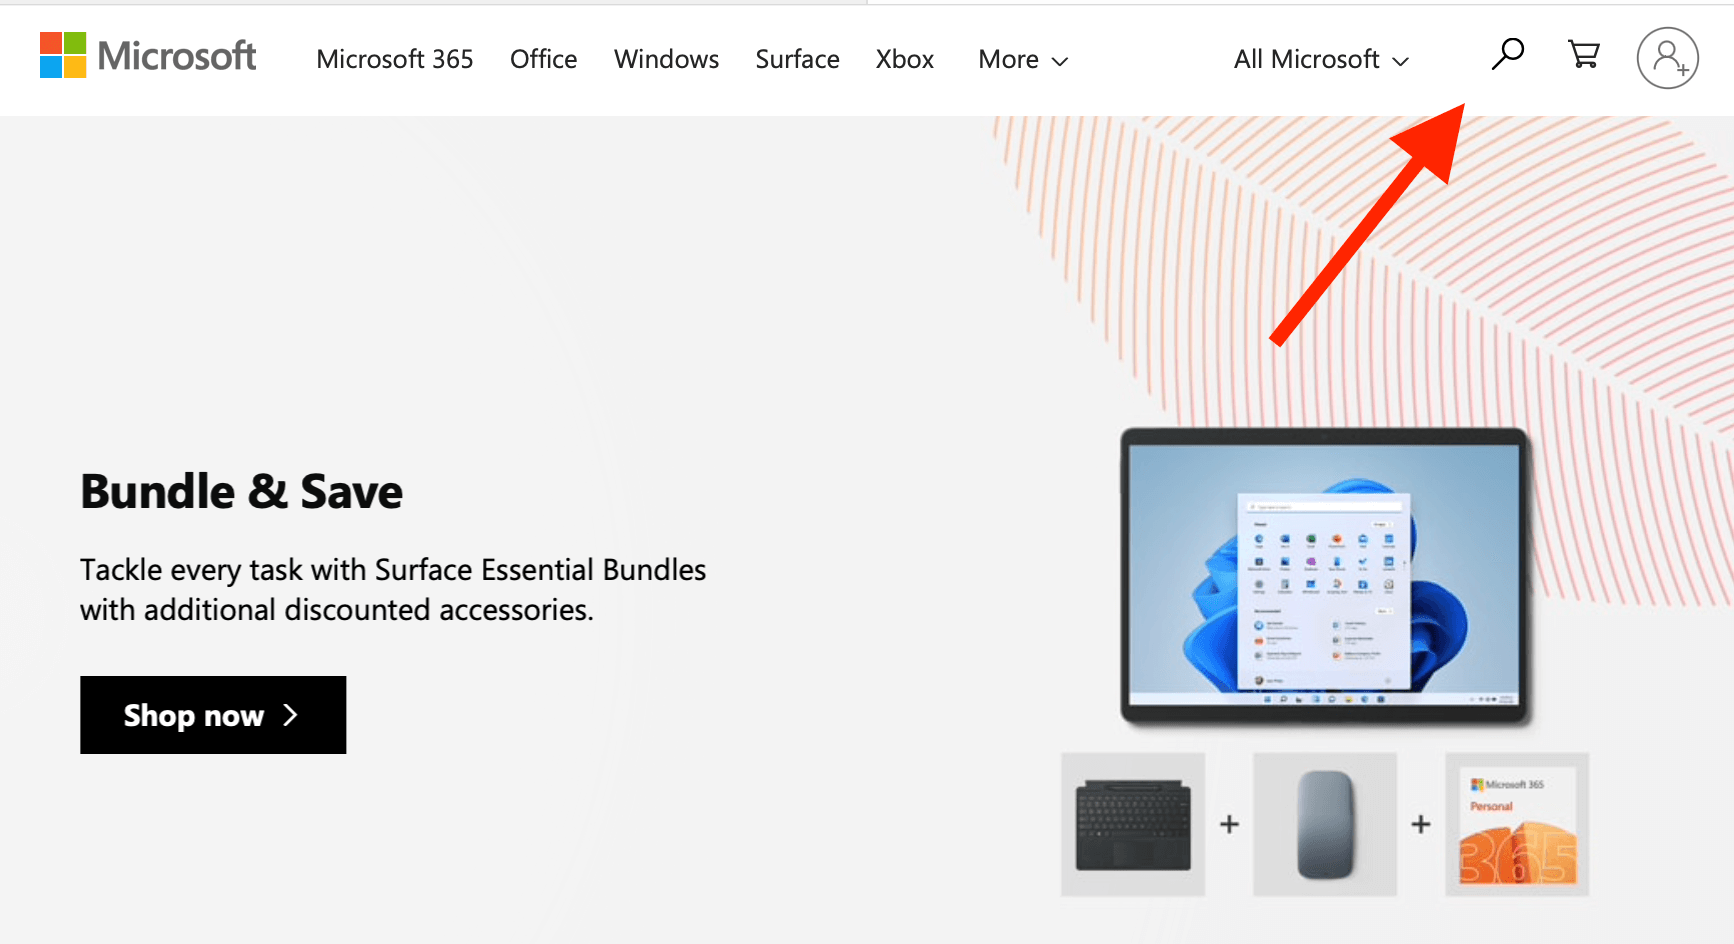 Microsoft
Microsoft 365
Office
Windows
Surface
Xbox
More
All Microsoft
Bundle & Save
Tackle every task with Surface Essential Bundles
with additional discounted accessories.
Shop now
+
+
Microsoft 365
Personal
365